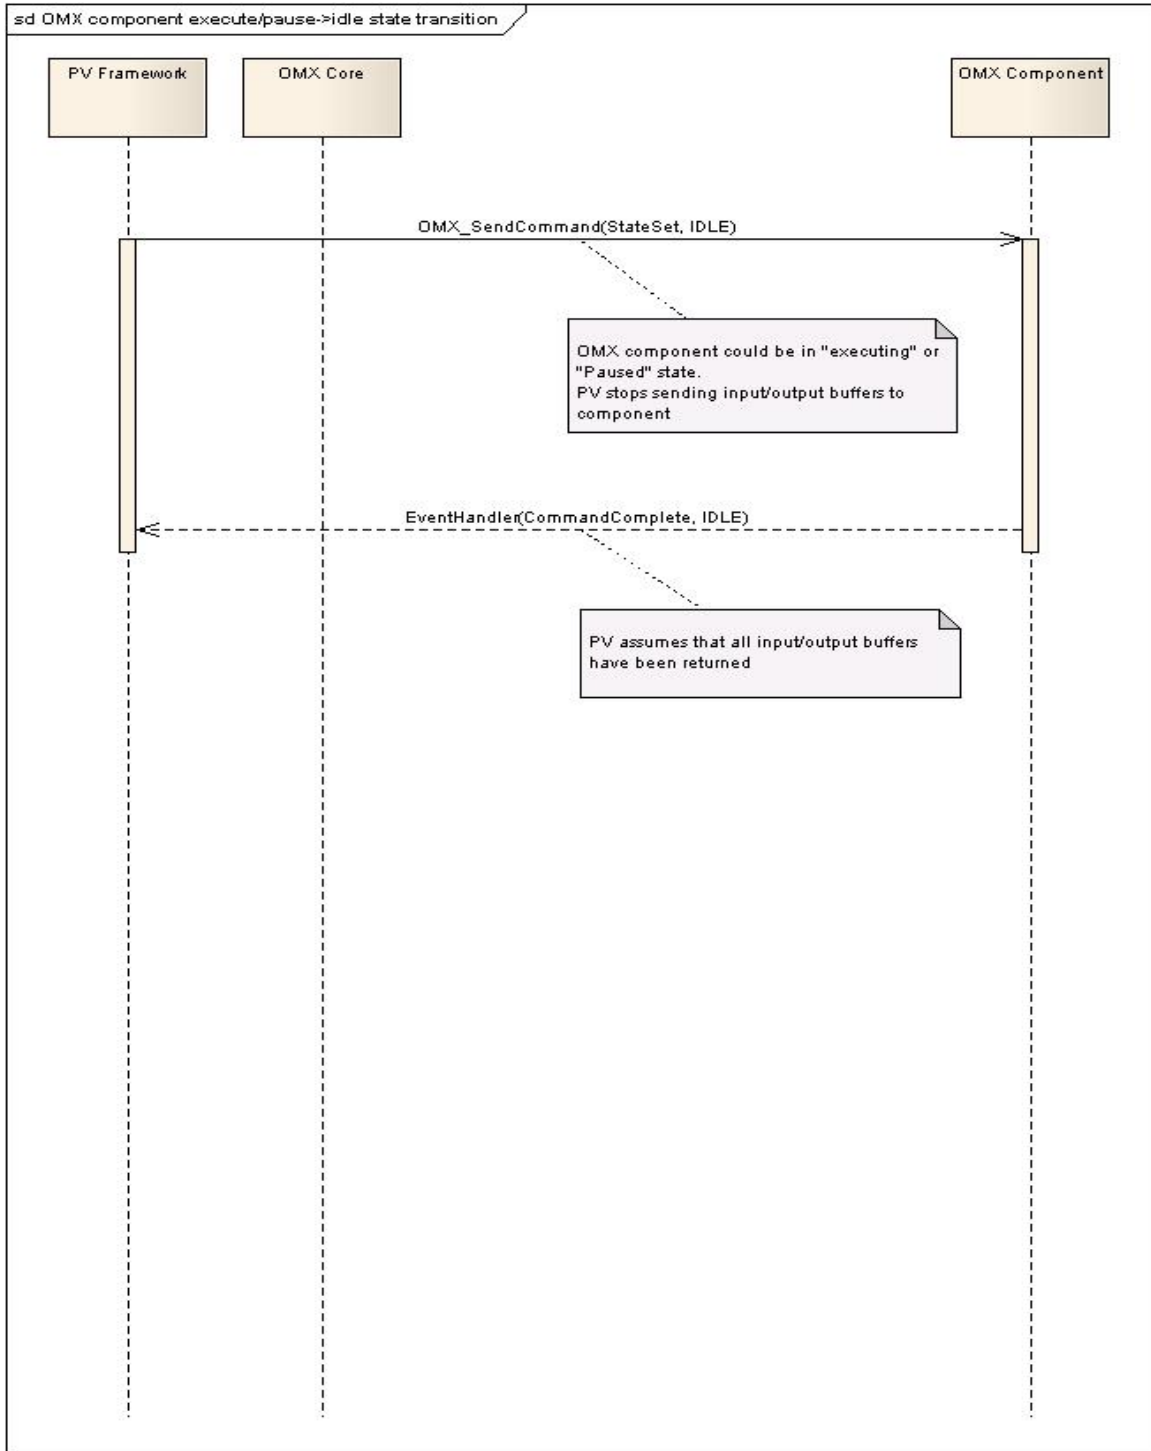 sd OMX component execute/pause->idle state transition
PV Framework
OMX Core
OMX Component
OMX_SendCommand(StateSet, IDLE)
OMX component could be in "executing" or
"Paused" state.
PV stops sending input/output buffers to
component
EventHandler(CommandComplete, IDLE)
PV assumes that all input/output buffers
have been returned